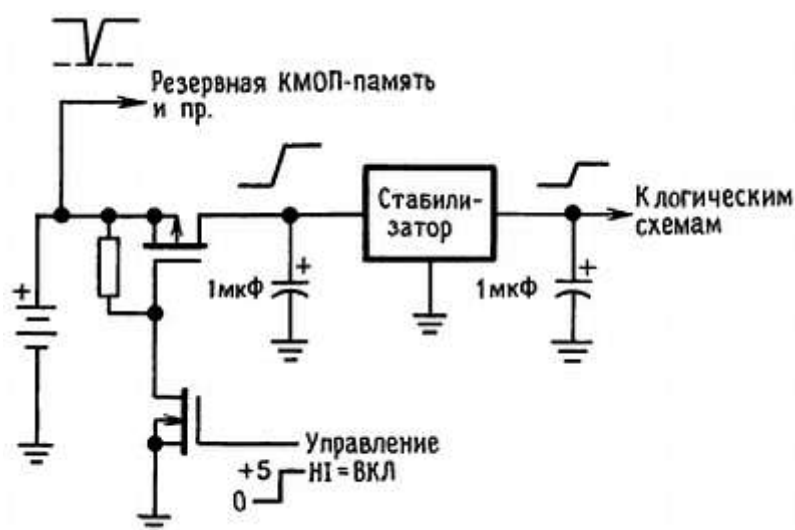 Резервная КМОП-память
и пр.
Стабили-
затор
К логическим
схемам
+
+
1мкФ
+
1мкФ
Управление
+5
HI = ВКЛ
0